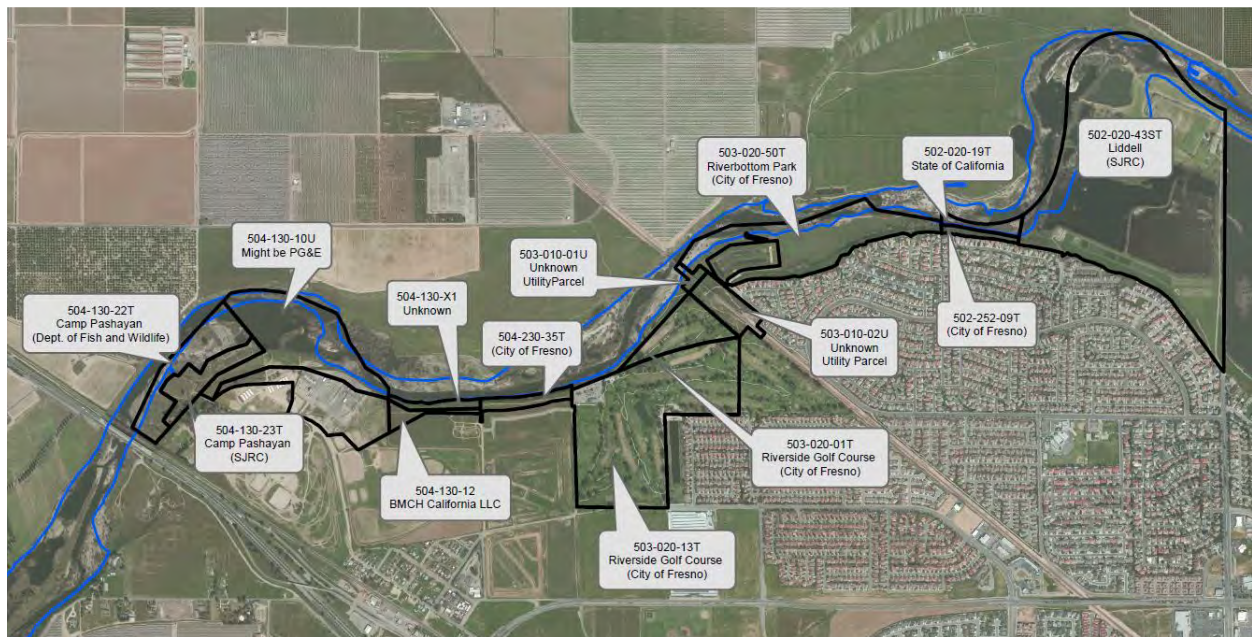 503-020-50T
Riverbottom Park
(City of Fresno)
502-020-19T
State of California
502-020-43ST
Liddell
(SJRC)
504-130-10U
Might be PG&E
503-010-01U
Unknown
UtilityParcel
504-130-X1
Unknown
504-130-22T
Camp Pashayan
(Dept. of Fish and Wildlife)
504-230-35T
(City of Fresno)
503-010-02U
Unknown
Utility Parcel
502-252-09T
(City of Fresno)
504-130-23T
Camp Pashayan
(SJRC)
503-020-01T
Riverside Golf Course
(City of Fresno)
504-130-12
BMCH California LLC
503-020-13T
Riverside Golf Course
(City of Fresno)